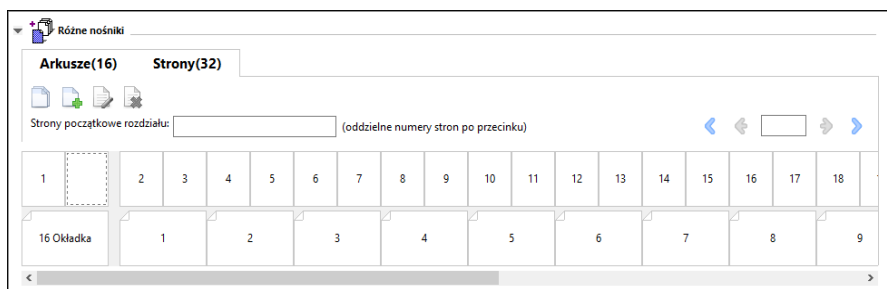 Różne nośniki
Arkusze(16) Strony(32)
Strony początkowe rozdziału: (oddzielne numery stron po przecinku)
1 2 3 4 5 6 7 8 9 10 11 12 13 14 15 16 17 18
16 Okładka 1 2 3 4 5 6 7 8 9